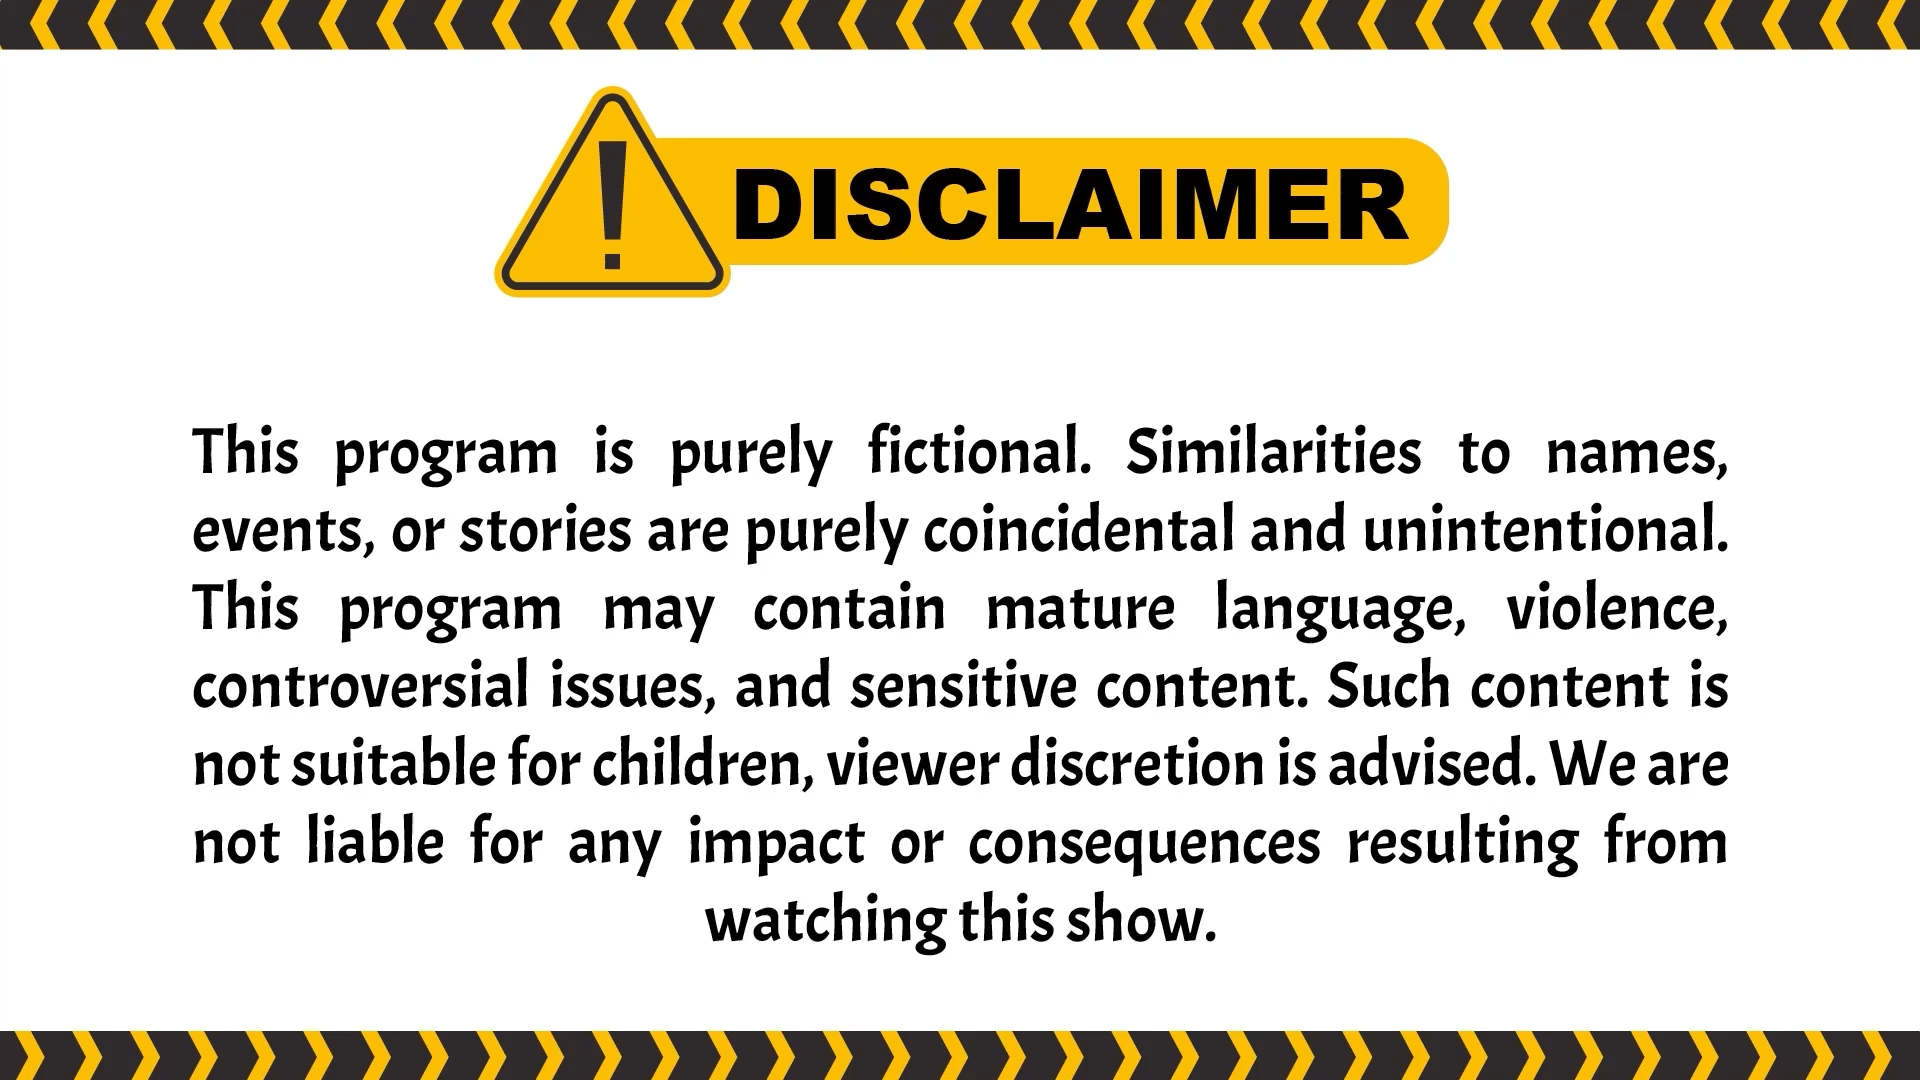 DISCLAIMER
This program is purely fictional. Similarities to names,
events, or stories are purely coincidental and unintentional.
This program may contain mature language, violence,
controversial issues, and sensitive content. Such content is
not suitable for children, viewer discretion is advised. We are
not liable for any impact or consequences resulting from
watching this show.